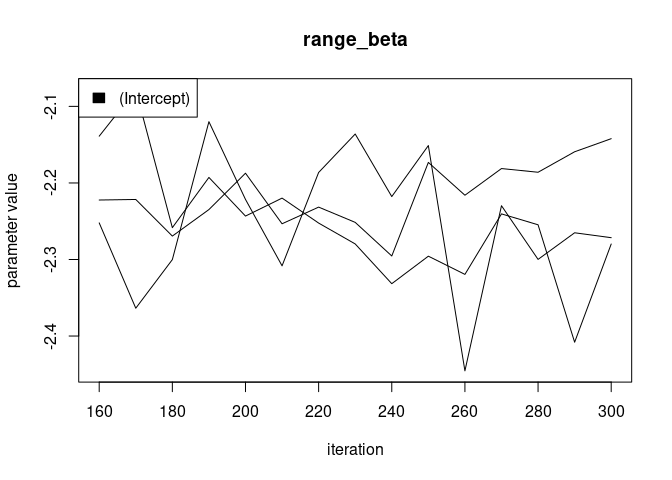 range_beta
(Intercept)
parameter value
-2.1
-2.2
-2.3
-2.4
160 180 200 220 240 260 280 300
iteration